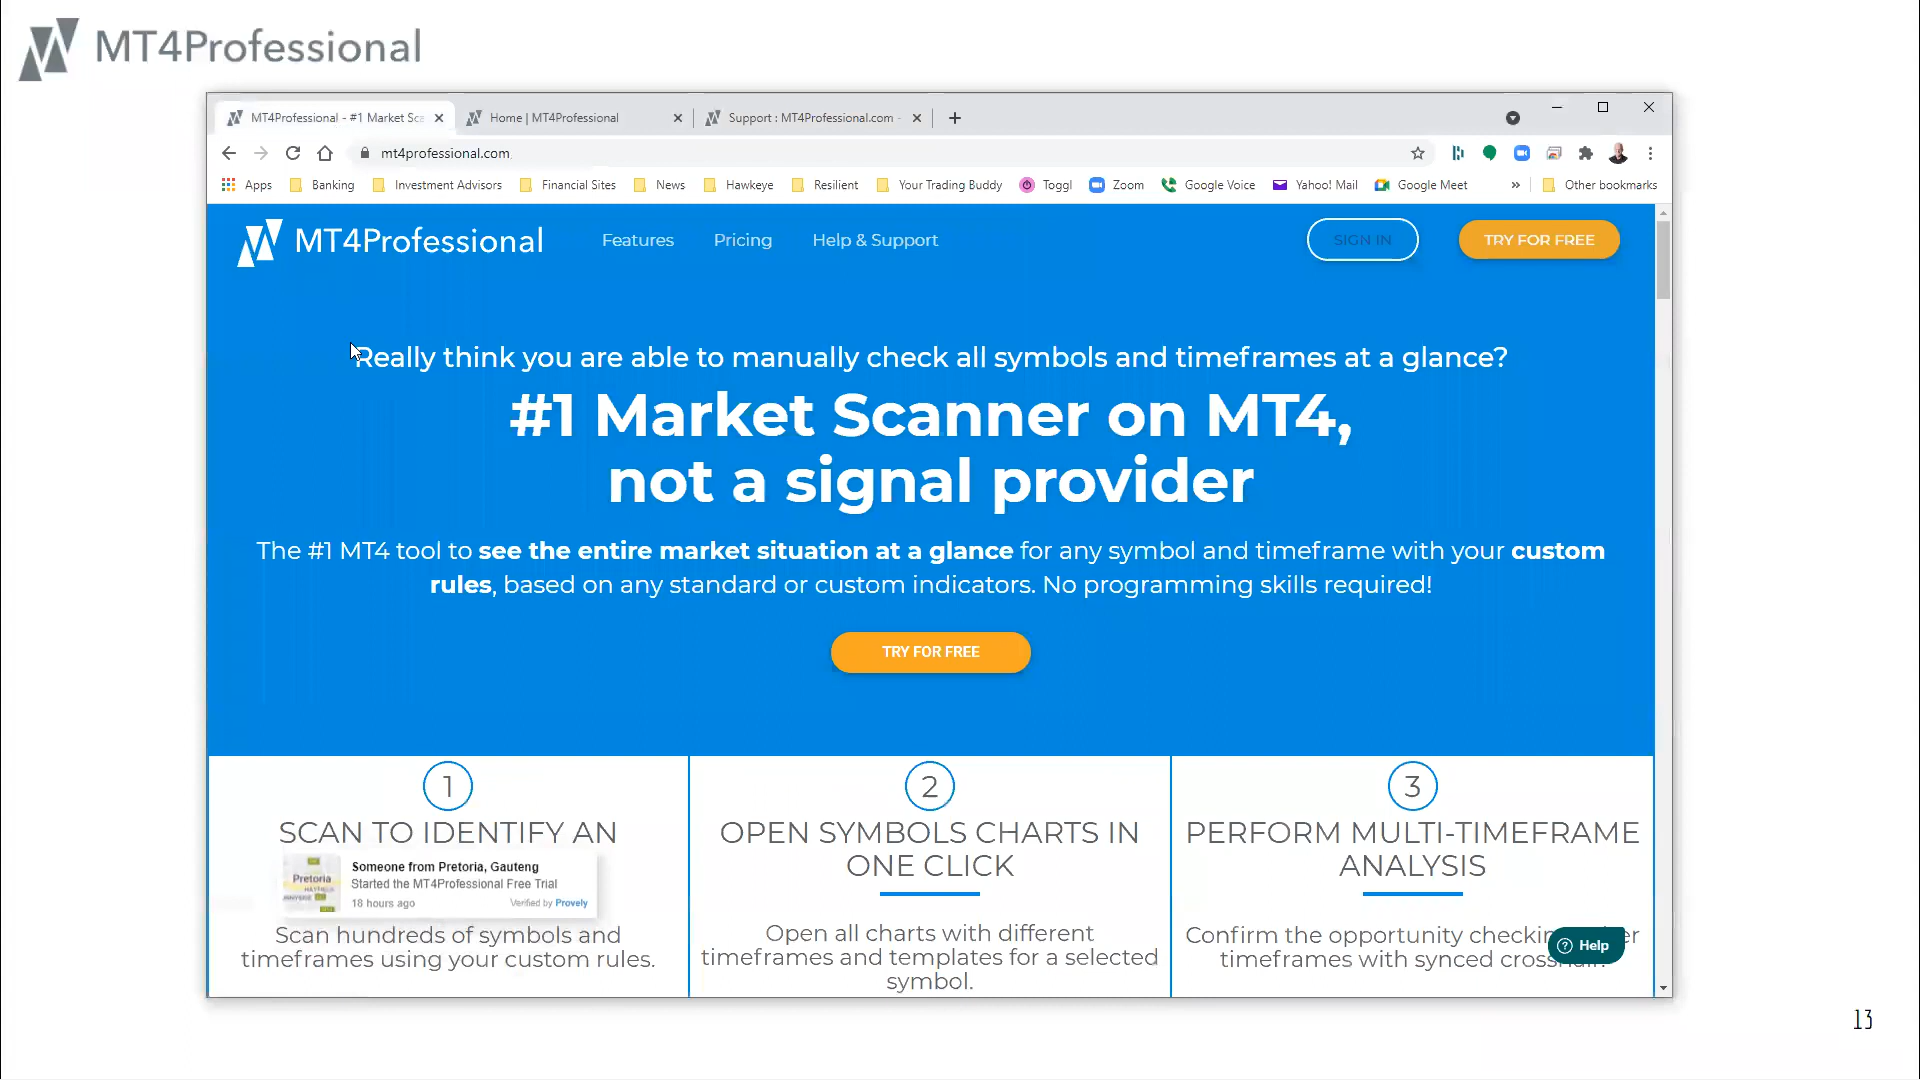 MT4Professional
MT4Professional - #1 Market Sc
Home | MT4Professional
Support : MT4Professional.com -
mt4professional.com
Apps Banking Investment Advisors Financial Sites News Hawkeye Resilient Your Trading Buddy Toggl Zoom Google Voice Yahoo! Mail Google Meet » Other bookmarks
MT4Professional Features Pricing Help & Support SIGN IN TRY FOR FREE
Really think you are able to manually check all symbols and timeframes at a glance?
#1 Market Scanner on MT4,
not a signal provider
The #1 MT4 tool to see the entire market situation at a glance for any symbol and timeframe with your custom
rules, based on any standard or custom indicators. No programming skills required!
TRY FOR FREE
1
SCAN TO IDENTIFY AN
Pretoria
Someone from Pretoria, Gauteng
Started the MT4Professional Free Trial
18 hours ago Verified by Provely
Scan hundreds of symbols and
timeframes using your custom rules.
2
OPEN SYMBOLS CHARTS IN
ONE CLICK
Open all charts with different
timeframes and templates for a selected
symbol.
3
PERFORM MULTI-TIMEFRAME
ANALYSIS
Confirm the opportunity checkin er
timeframes with synced crosshair.
Help
13